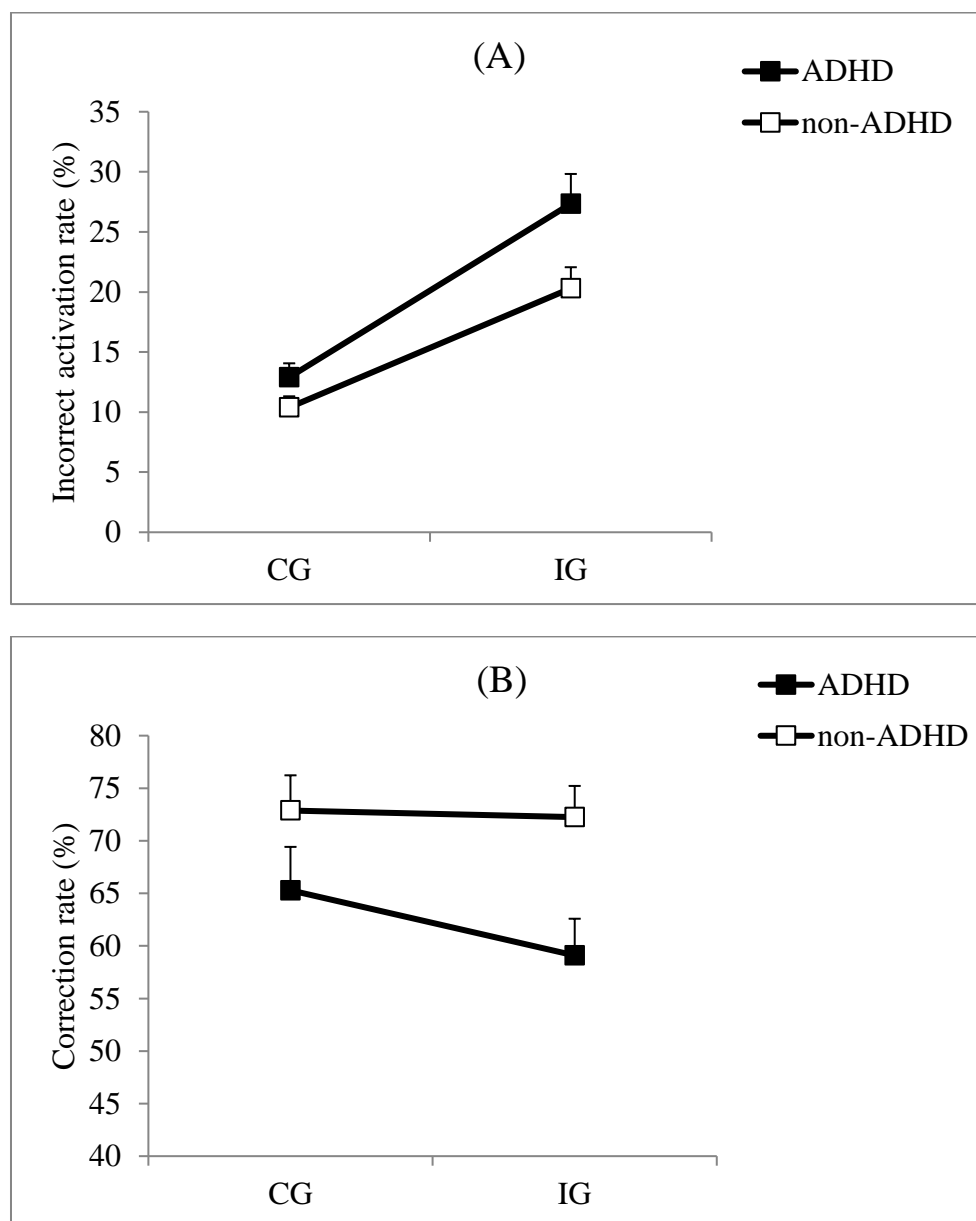 (A)
ADHD
non-ADHD
Incorrect activation rate (%)
35
30
25
20
15
10
5
0
CG IG
(B)
ADHD
non-ADHD
Correction rate (%)
80
75
70
65
60
55
50
45
40
CG IG